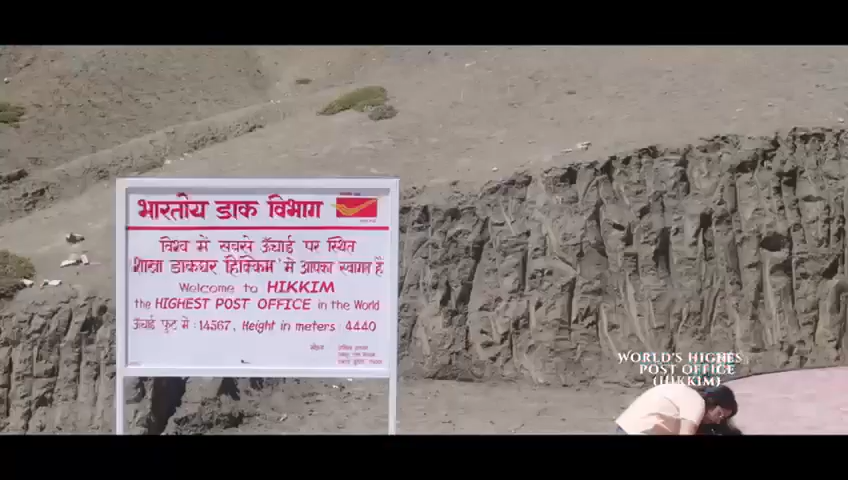 भारतीय डाक विभाग
विश्व में सबसे ऊँचाई पर स्थित
'शाखा डाकघर हिक्किम' में आपका स्वागत है
Welcome to HIKKIM
the HIGHEST POST OFFICE in the World
ऊँचाई फुट में : 14567, Height in meters : 4440
WORLD'S HIGHES
POST OFFICE
(HIKKIM)